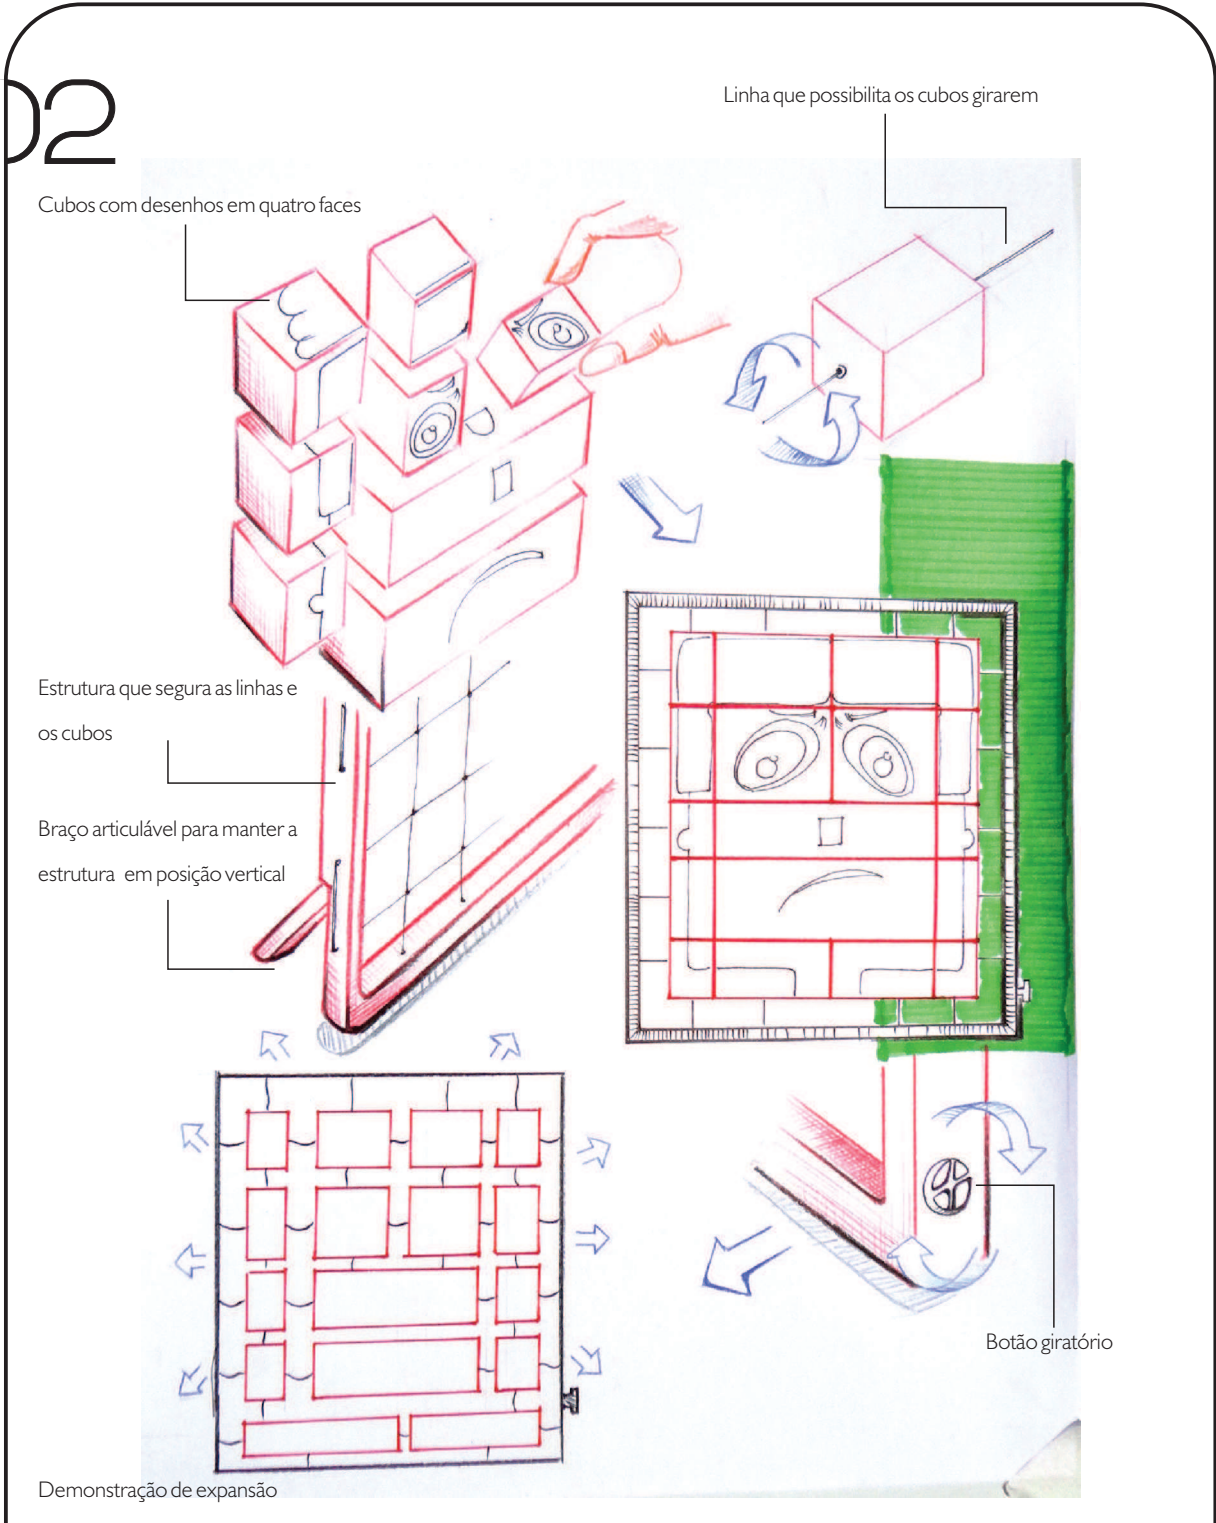 02
Linha que possibilita os cubos girarem
Cubos com desenhos em quatro faces
Estrutura que segura as linhas e
os cubos
Braço articulável para manter a
estrutura em posição vertical
Botão giratório
Demonstração de expansão